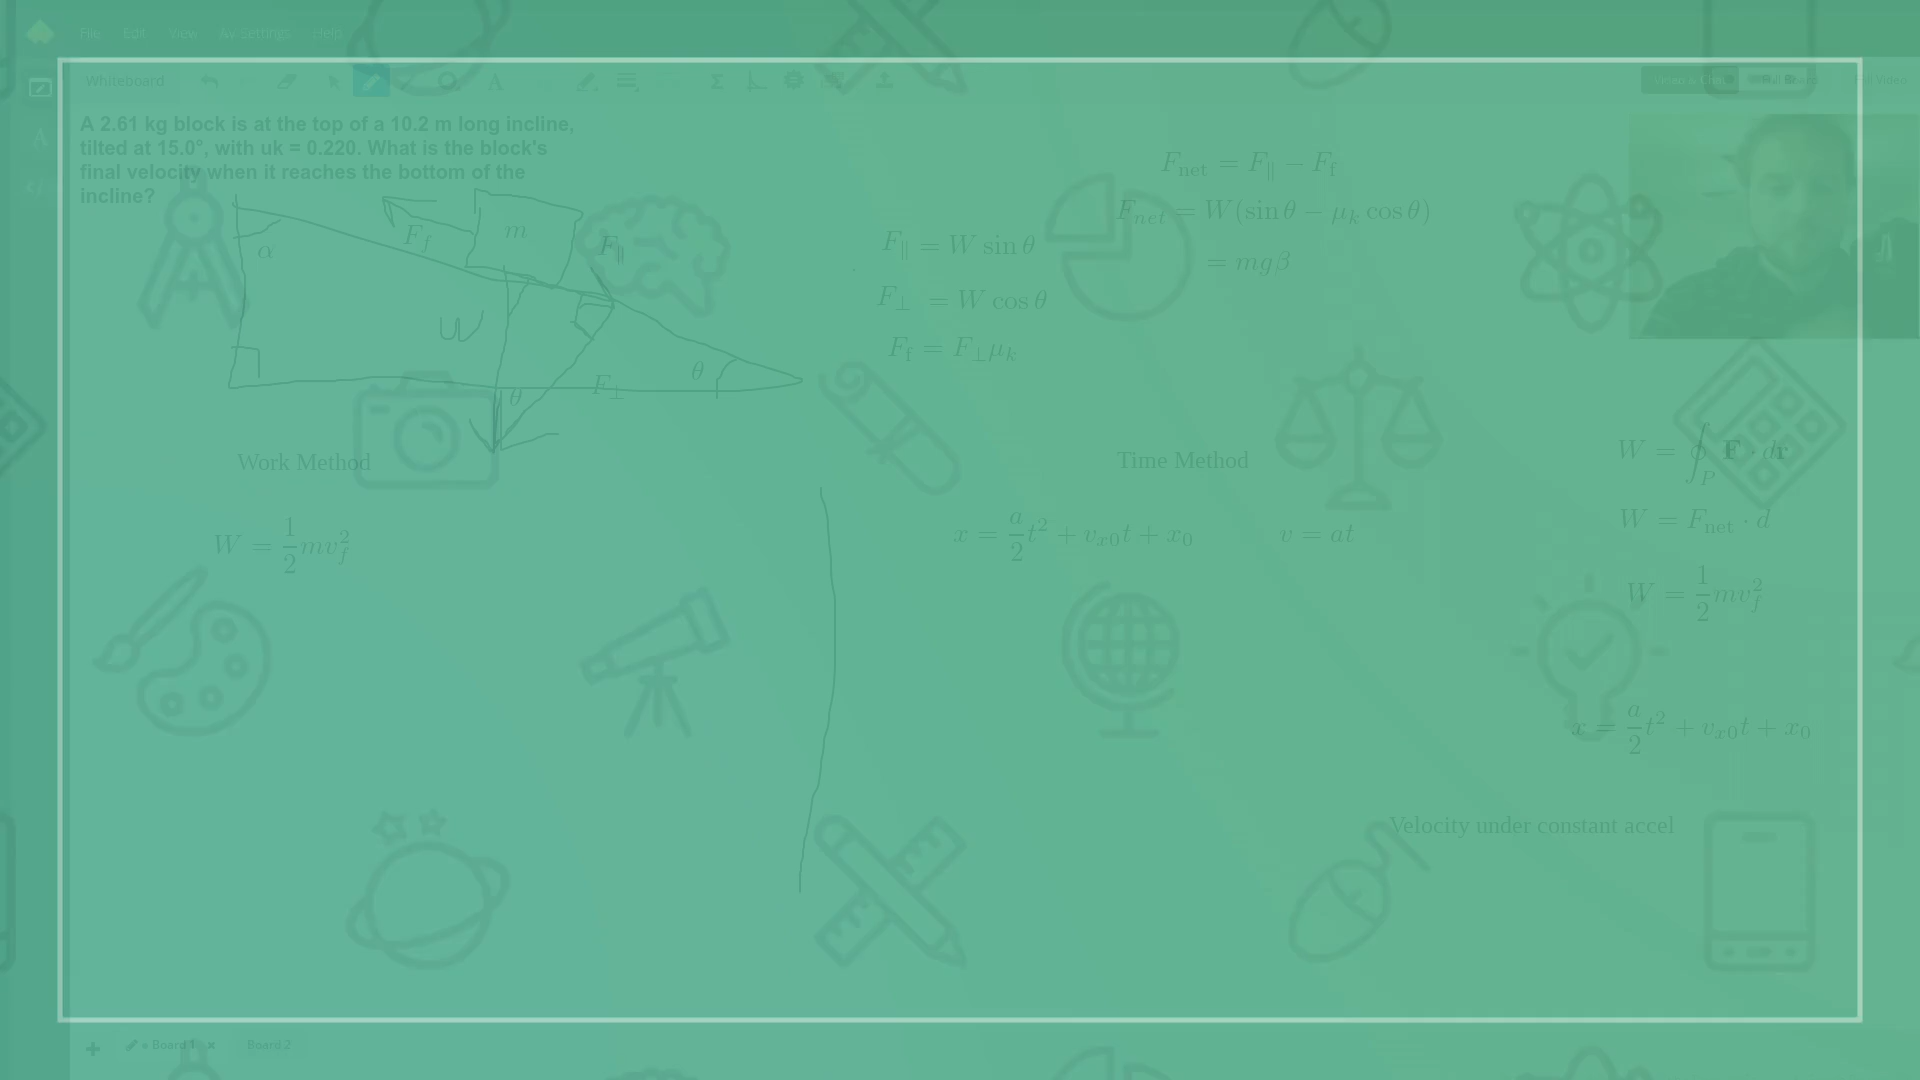 File Edit View AV Settings Help
Whiteboard
A 2.61 kg block is at the top of a 10.2 m long incline,
tilted at 15.0°, with uk = 0.220. What is the block's
final velocity when it reaches the bottom of the
incline?
α
F_f
m
F_∥
W
θ
F_⊥
θ
F_∥ = W sin θ
F_⊥ = W cos θ
F_f = F_⊥ μ_k
F_net = F_∥ − F_f
F_net = W(sin θ − μ_k cos θ)
= mgβ
Work Method
W = 1/2 mv_f^2
Time Method
x = a/2 t^2 + v_x0 t + x_0
v = at
W = ∮_P F · dr
W = F_net · d
W = 1/2 mv_f^2
x = a/2 t^2 + v_x0 t + x_0
Velocity under constant accel
Board 1
Board 2